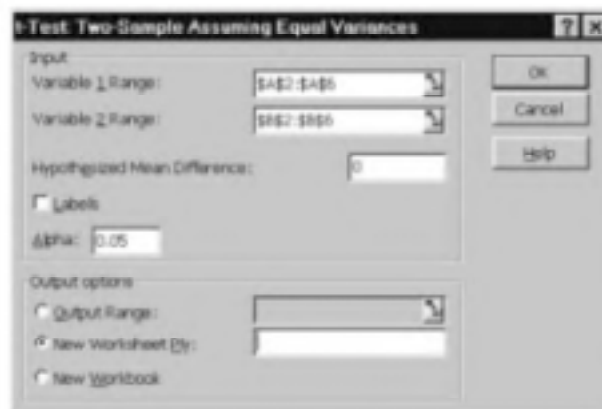 t-Test: Two-Sample Assuming Equal Variances
Input
Variable 1 Range:
$A$2:$A$6
Variable 2 Range:
$B$2:$B$6
Hypothesized Mean Difference:
0
Labels
Alpha: 0.05
Output options
Output Range:
New Worksheet Ply:
New Workbook
OK
Cancel
Help